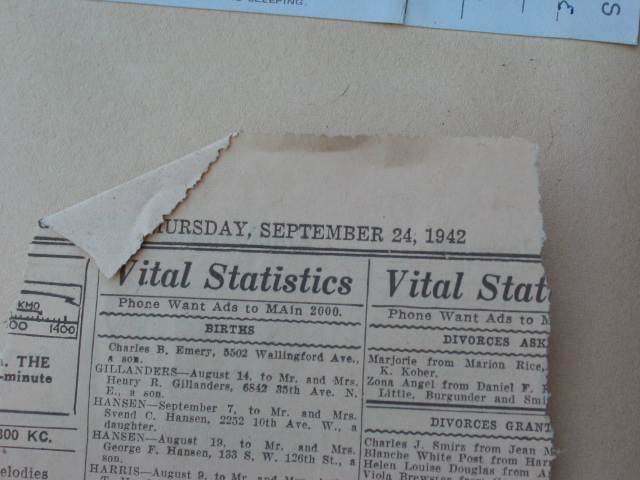 SLEEPING.
3
S
THURSDAY, SEPTEMBER 24, 1942
Vital Statistics
Phone Want Ads to MAin 2000.
BIRTHS
Charles B. Emery, 5502 Wallingford Ave.,
a son.
GILLANDERS—August 14, to Mr. and Mrs.
Henry R. Gillanders, 6842 35th Ave. N.
E., a son.
HANSEN—September 7, to Mr. and Mrs.
Svend C. Hansen, 2252 10th Ave. W., a
daughter.
HANSEN—August 19, to Mr. and Mrs.
George F. Hansen, 133 S. W. 126th St., a
son.
HARRIS—August 9, to Mr. and Mrs.
Vital Stat
Phone Want Ads to M
DIVORCES ASK
Marjorie from Marion Rice,
K. Kober.
Zona Angel from Daniel F.
Little, Burgunder and Smi
DIVORCES GRANT
Charles J. Smirz from Jean M
Blanche White Post from Har
Helen Louise Douglas from A
Viola Brewster from
KMO
00 1400
. THE
-minute
300 KC.
elodies